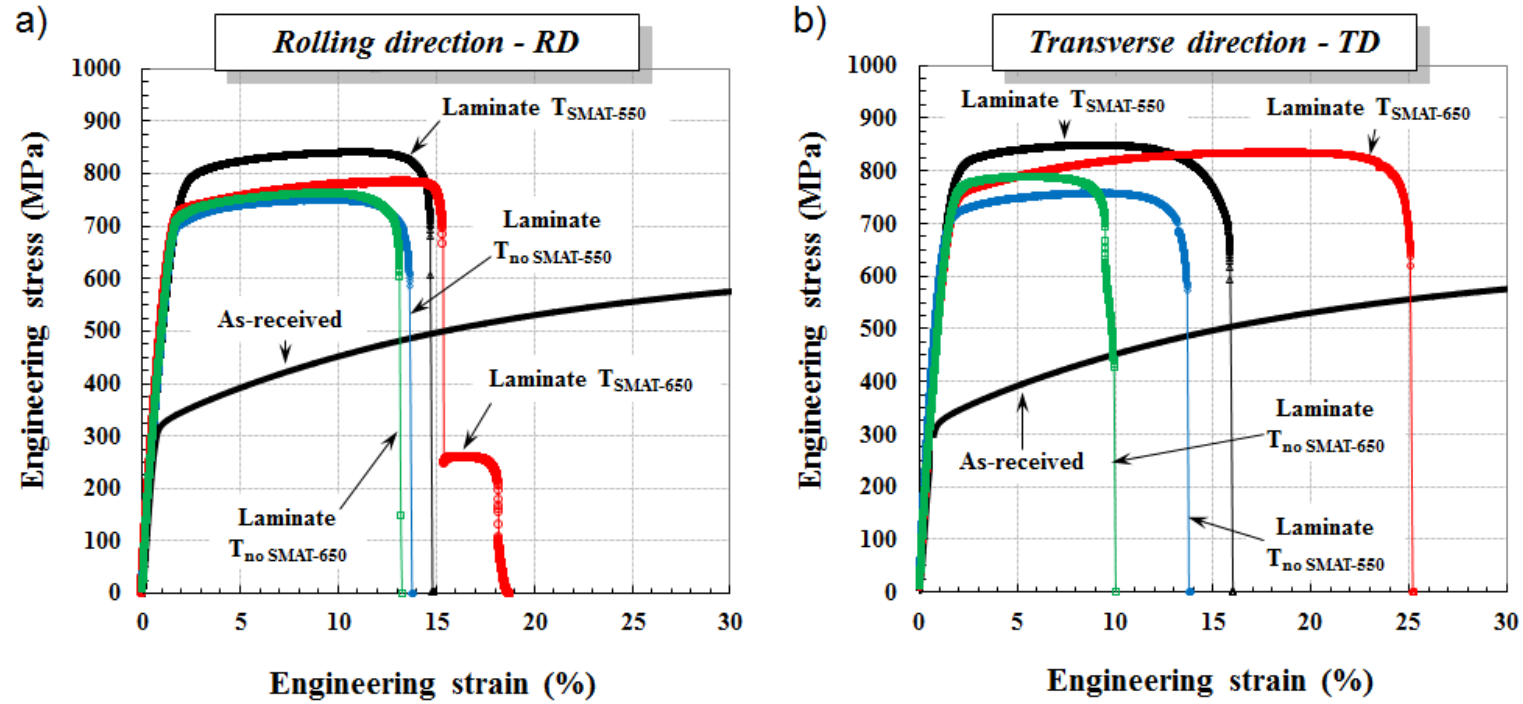 a)
Rolling direction - RD
1000
900
800
700
600
500
400
300
200
100
0
0
5
10
15
20
25
30
Engineering stress (MPa)
Engineering strain (%)
Laminate TSMAT-550
Laminate
Tno SMAT-550
As-received
Laminate TSMAT-650
Laminate
Tno SMAT-650
b)
Transverse direction - TD
1000
900
800
700
600
500
400
300
200
100
0
0
5
10
15
20
25
30
Engineering stress (MPa)
Engineering strain (%)
Laminate TSMAT-550
Laminate TSMAT-650
As-received
Laminate
Tno SMAT-650
Laminate
Tno SMAT-550